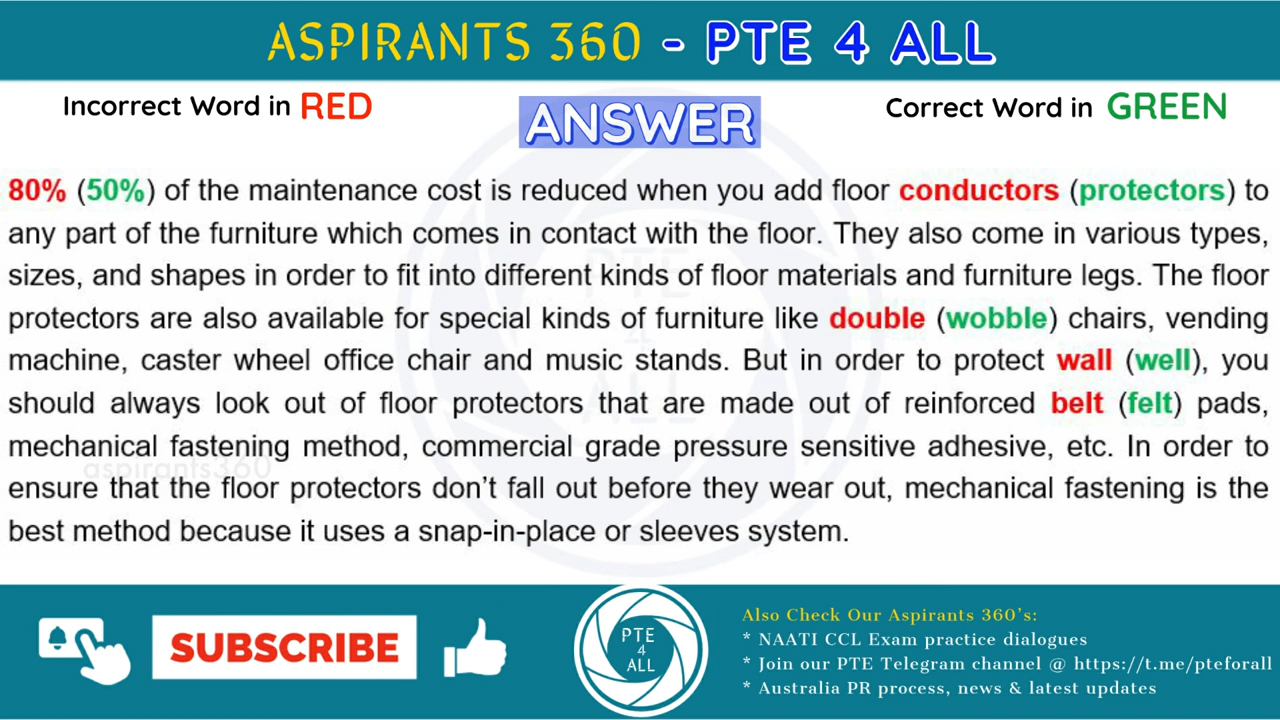 ASPIRANTS 360 - PTE 4 ALL
Incorrect Word in RED
ANSWER
Correct Word in GREEN
80% (50%) of the maintenance cost is reduced when you add floor conductors (protectors) to
any part of the furniture which comes in contact with the floor. They also come in various types,
sizes, and shapes in order to fit into different kinds of floor materials and furniture legs. The floor
protectors are also available for special kinds of furniture like double (wobble) chairs, vending
machine, caster wheel office chair and music stands. But in order to protect wall (well), you
should always look out of floor protectors that are made out of reinforced belt (felt) pads,
mechanical fastening method, commercial grade pressure sensitive adhesive, etc. In order to
aspirants360
ensure that the floor protectors don't fall out before they wear out, mechanical fastening is the
best method because it uses a snap-in-place or sleeves system.
PTE
4
ALL
SUBSCRIBE
PTE
4
ALL
Also Check Our Aspirants 360's:
* NAATI CCL Exam practice dialogues
* Join our PTE Telegram channel @ https://t.me/pteforall
* Australia PR process, news & latest updates